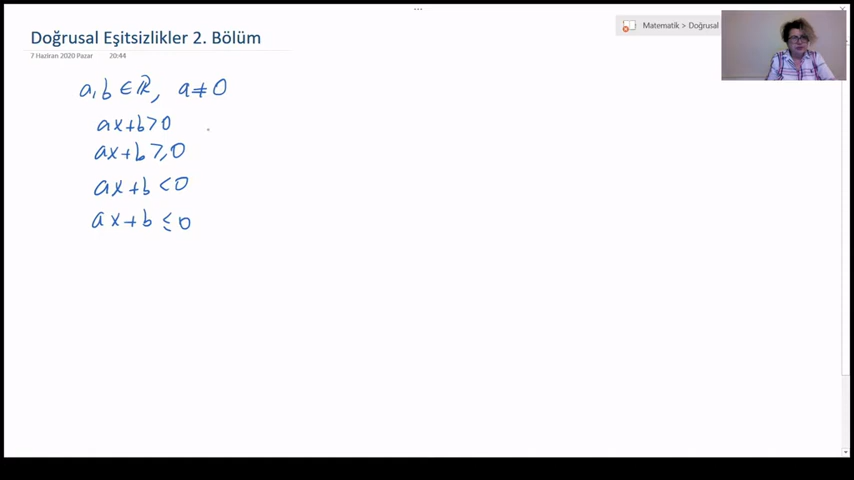 Matematik > Doğrusal
Doğrusal Eşitsizlikler 2. Bölüm
7 Haziran 2020 Pazar 20:44
a, b ∈ ℝ, a ≠ 0
ax+b>0
ax+b ≥ 0
ax+b <0
ax+b ≤ 0